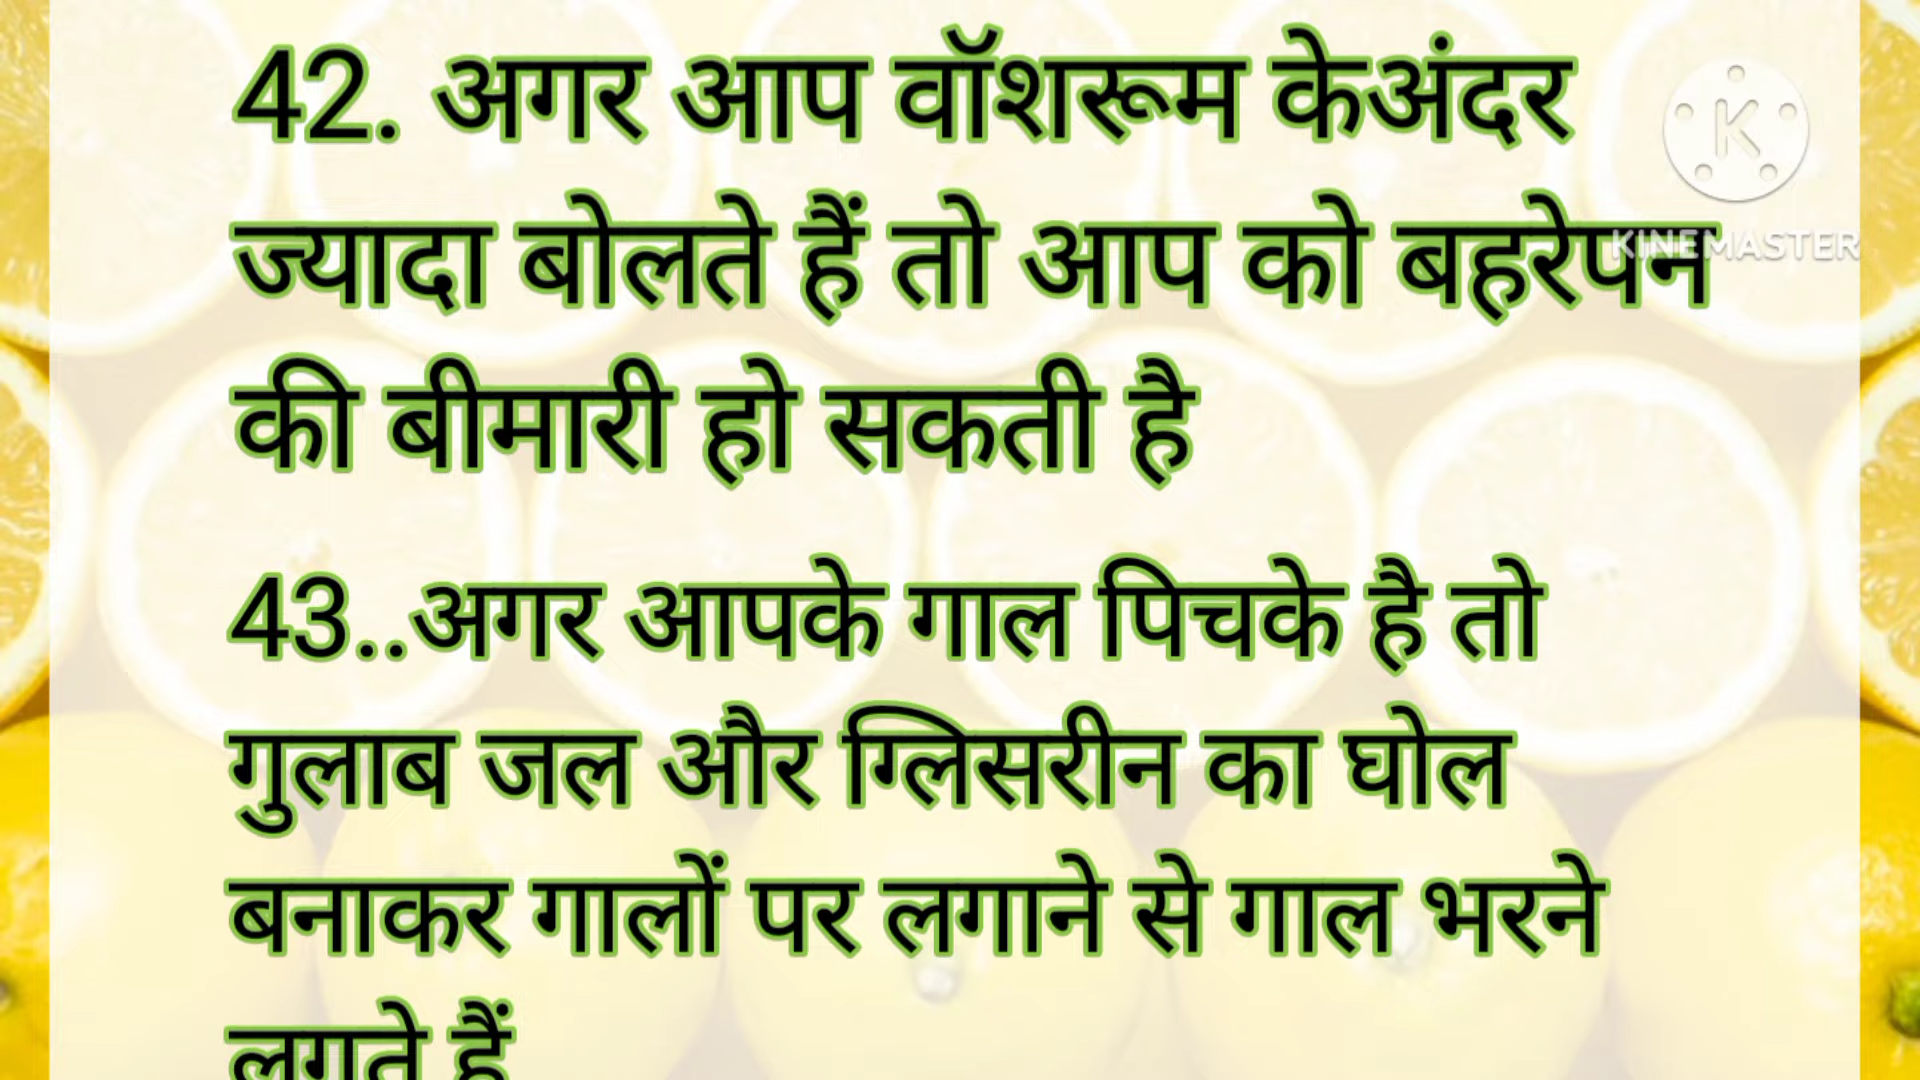 42. अगर आप वॉशरूम केअंदर
ज्यादा बोलते हैं तो आप को बहरेपन
की बीमारी हो सकती है
43..अगर आपके गाल पिचके है तो
गुलाब जल और ग्लिसरीन का घोल
बनाकर गालों पर लगाने से गाल भरने
लगते हैं
K
KINEMASTER